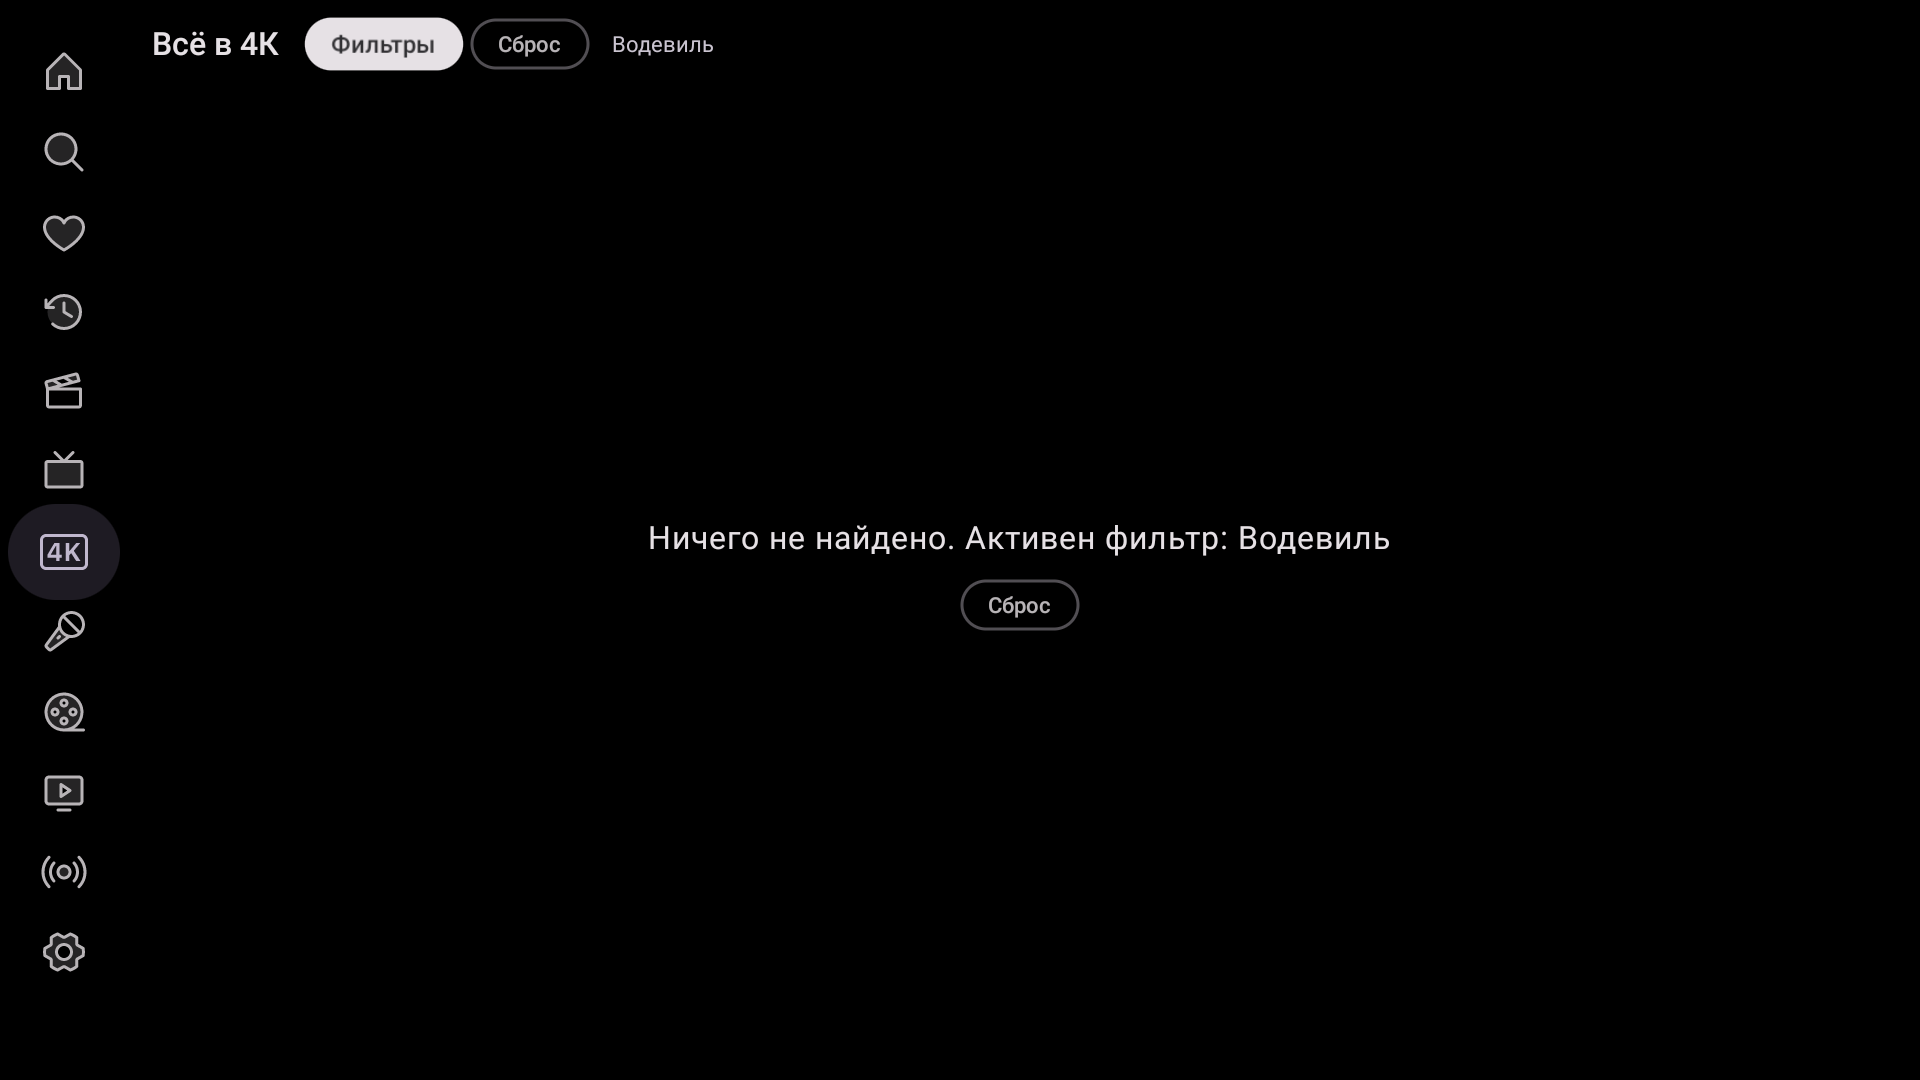 Всё в 4K
Фильтры
Сброс
Водевиль
4K
Ничего не найдено. Активен фильтр: Водевиль
Сброс